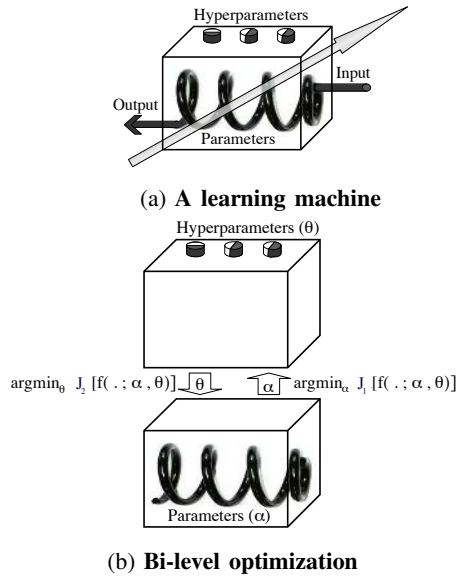 Hyperparameters
Input
Output
Parameters
(a) A learning machine
Hyperparameters (θ)
argmin_θ J_2 [f( . ; α , θ)] θ α argmin_α J_1 [f( . ; α , θ)]
Parameters (α)
(b) Bi-level optimization